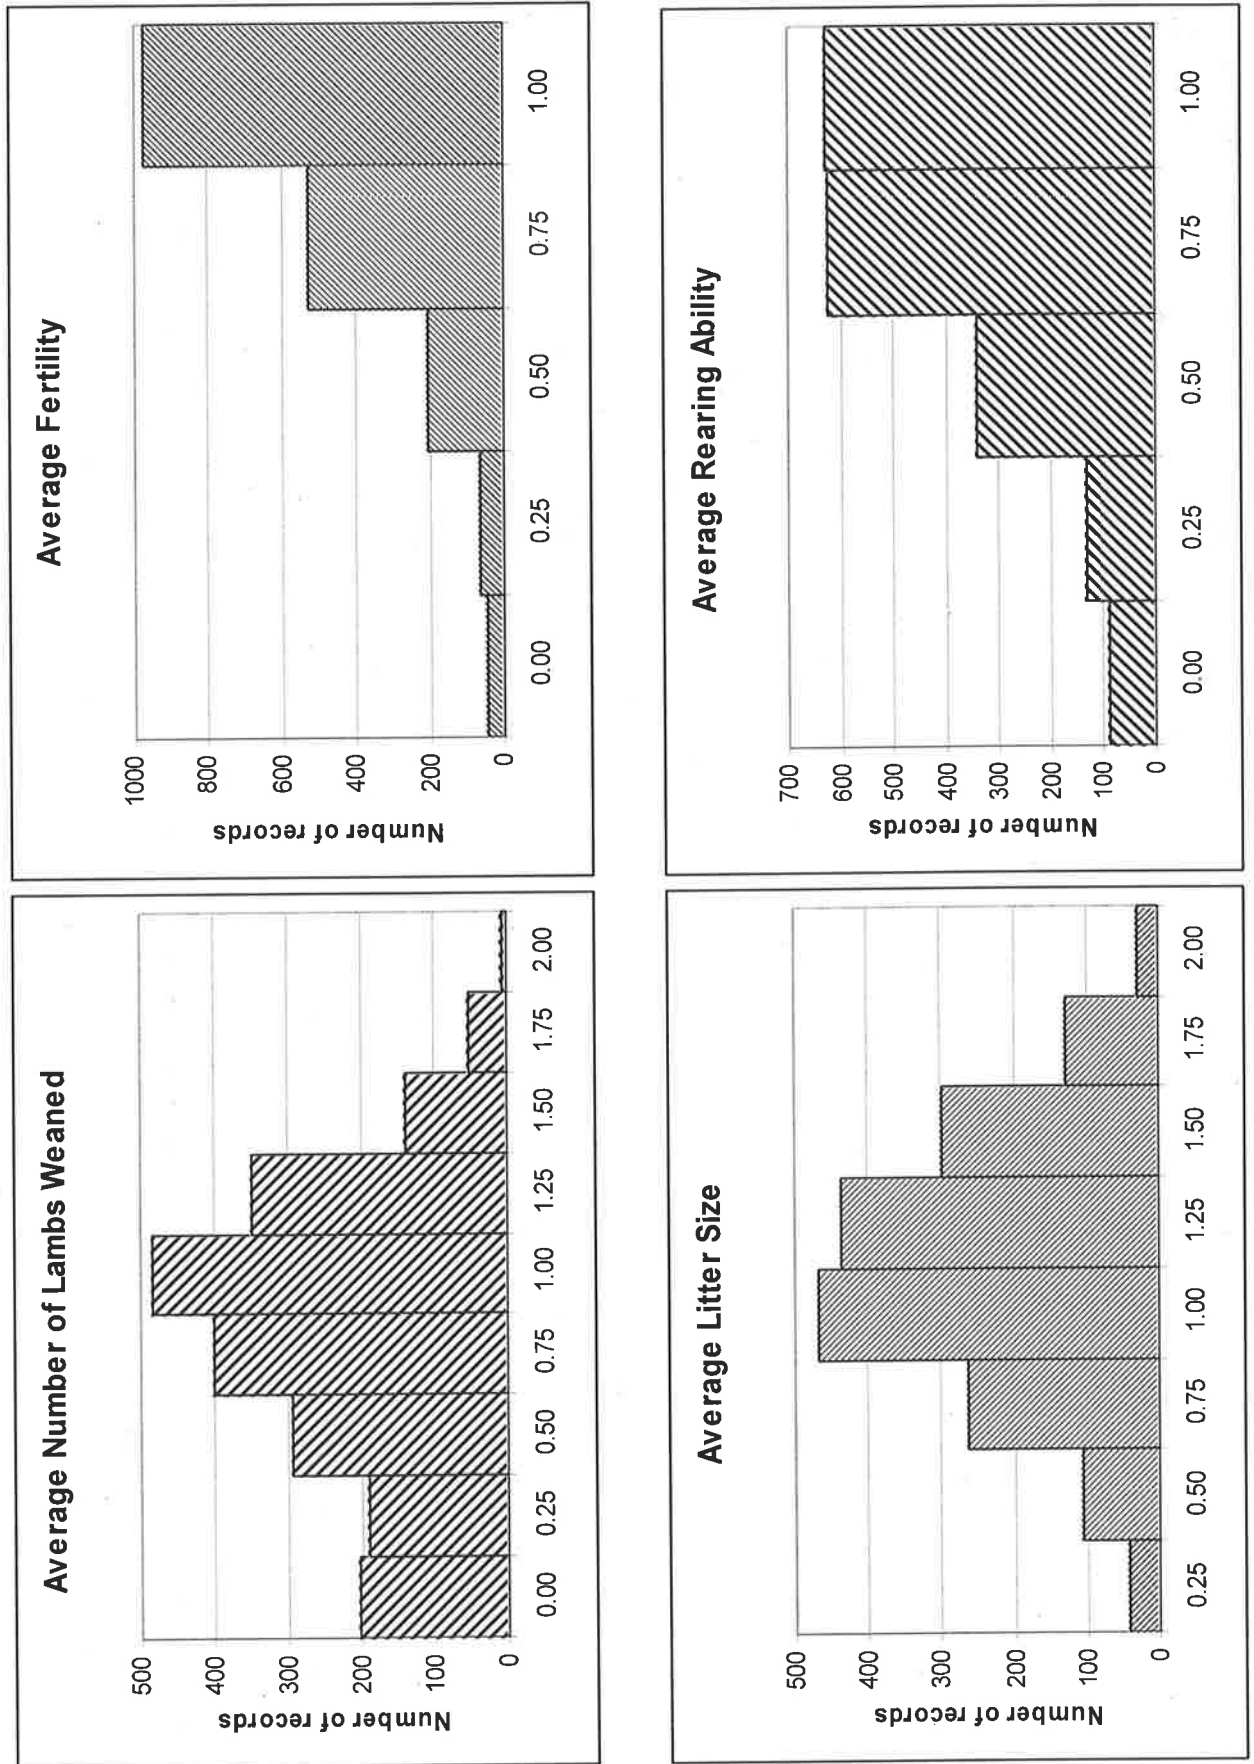 Average Number of Lambs Weaned
Number of records
500
400
300
200
100
0
0.00 0.25 0.50 0.75 1.00 1.25 1.50 1.75 2.00
Average Fertility
Number of records
1000
800
600
400
200
0
0.00 0.25 0.50 0.75 1.00
Average Litter Size
Number of records
500
400
300
200
100
0
0.25 0.50 0.75 1.00 1.25 1.50 1.75 2.00
Average Rearing Ability
Number of records
700
600
500
400
300
200
100
0
0.00 0.25 0.50 0.75 1.00